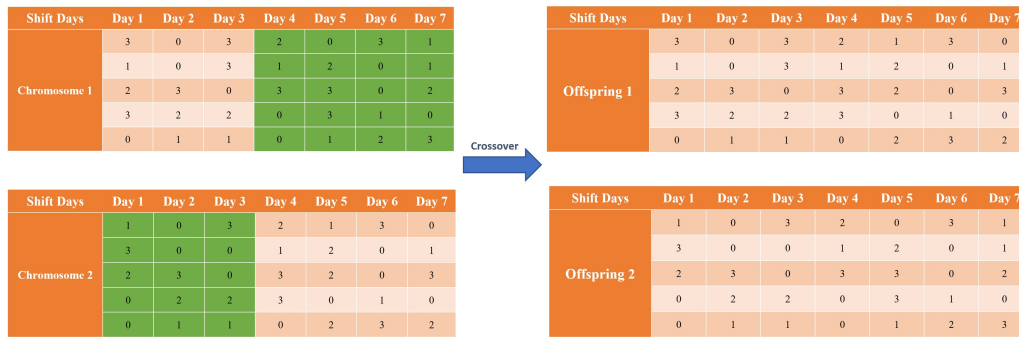 Shift Days Day 1 Day 2 Day 3 Day 4 Day 5 Day 6 Day 7
Chromosome 1
3 0 3 2 0 3 1
1 0 3 1 2 0 1
2 3 0 3 3 0 2
3 2 2 0 3 1 0
0 1 1 0 1 2 3
Shift Days Day 1 Day 2 Day 3 Day 4 Day 5 Day 6 Day 7
Chromosome 2
1 0 3 2 1 3 0
3 0 0 1 2 0 1
2 3 0 3 2 0 3
0 2 2 3 0 1 0
0 1 1 0 2 3 2
Crossover
Shift Days Day 1 Day 2 Day 3 Day 4 Day 5 Day 6 Day 7
Offspring 1
3 0 3 2 1 3 0
1 0 3 1 2 0 1
2 3 0 3 2 0 3
3 2 2 3 0 1 0
0 1 1 0 2 3 2
Shift Days Day 1 Day 2 Day 3 Day 4 Day 5 Day 6 Day 7
Offspring 2
1 0 3 2 0 3 1
3 0 0 1 2 0 1
2 3 0 3 3 0 2
0 2 2 0 3 1 0
0 1 1 0 1 2 3